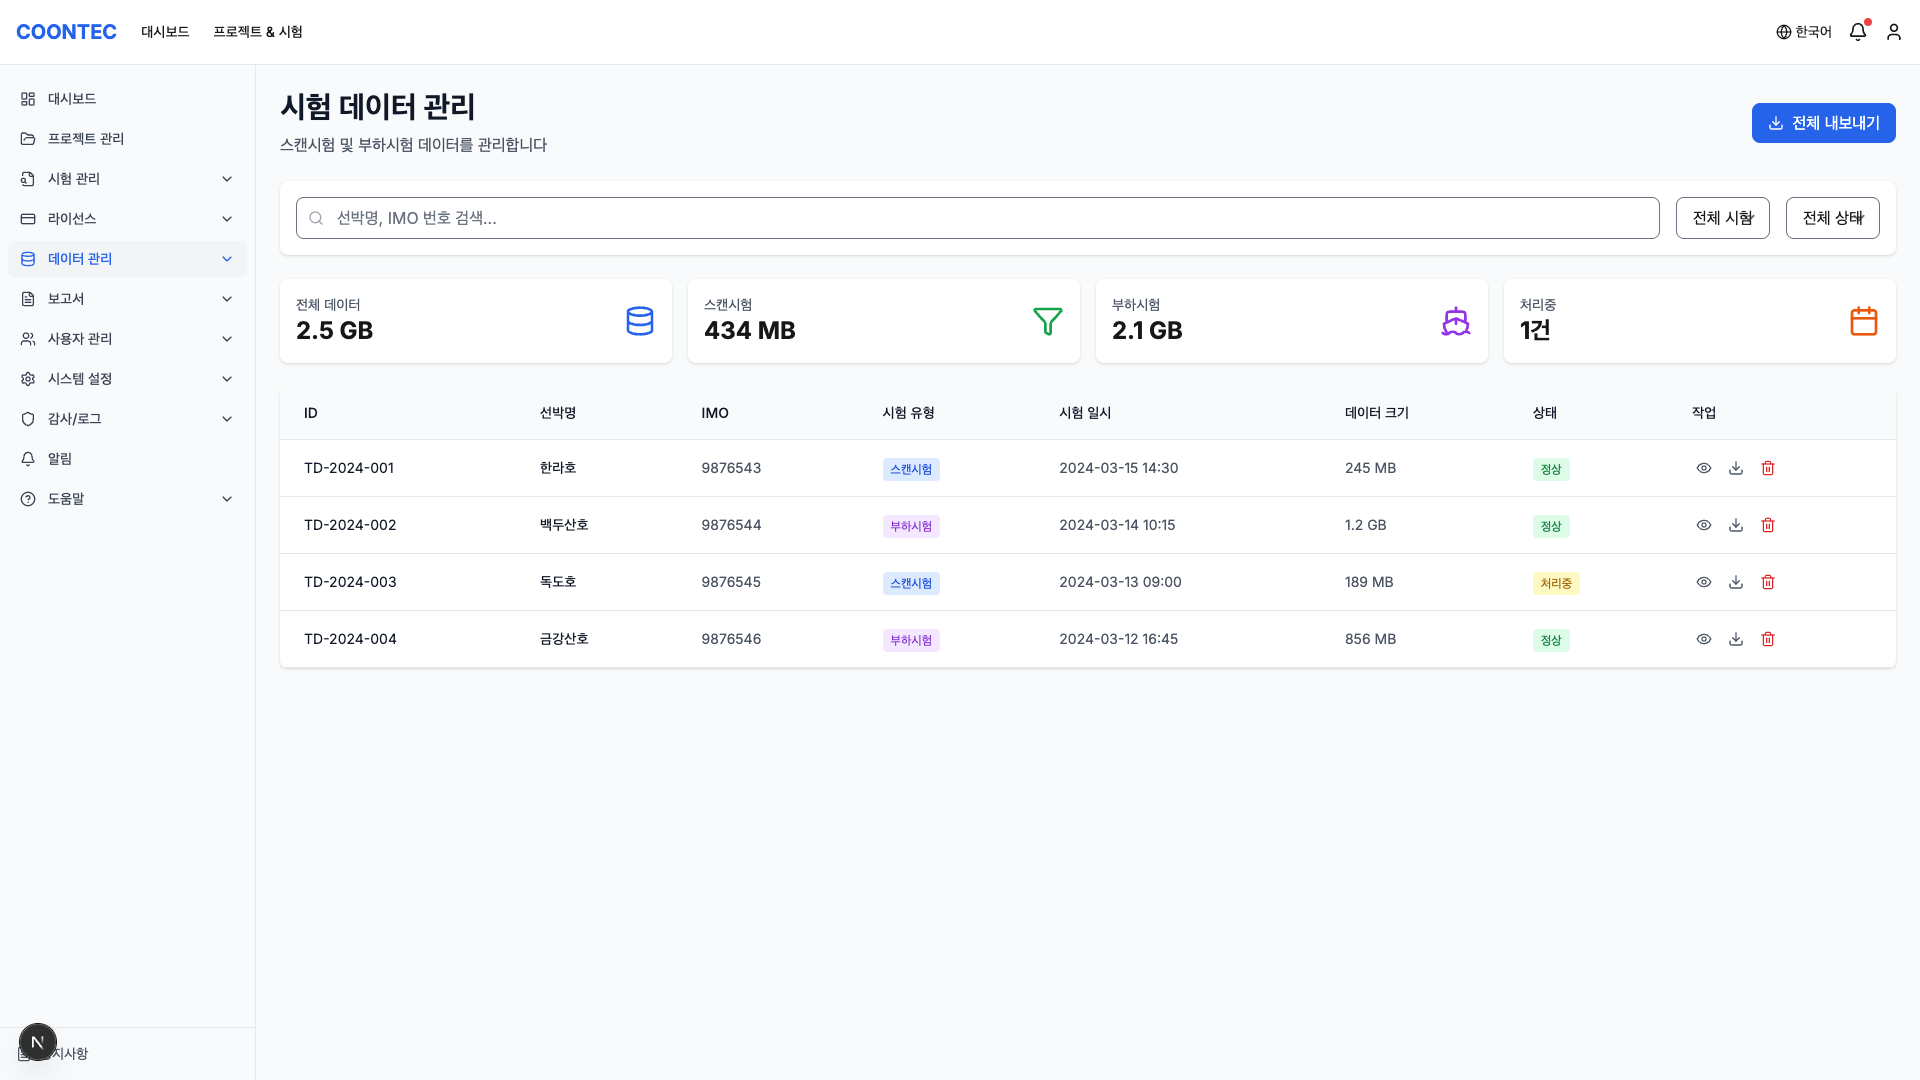 COONTEC 대시보드 프로젝트 & 시험 한국어
대시보드
프로젝트 관리
시험 관리
라이선스
데이터 관리
보고서
사용자 관리
시스템 설정
감사/로그
알림
도움말
N
지사항
시험 데이터 관리
스캔시험 및 부하시험 데이터를 관리합니다
전체 내보내기
선박명, IMO 번호 검색... 전체 시험 전체 상태
전체 데이터
2.5 GB
스캔시험
434 MB
부하시험
2.1 GB
처리중
1건
ID 선박명 IMO 시험 유형 시험 일시 데이터 크기 상태 작업
TD-2024-001 한라호 9876543 스캔시험 2024-03-15 14:30 245 MB 정상
TD-2024-002 백두산호 9876544 부하시험 2024-03-14 10:15 1.2 GB 정상
TD-2024-003 독도호 9876545 스캔시험 2024-03-13 09:00 189 MB 처리중
TD-2024-004 금강산호 9876546 부하시험 2024-03-12 16:45 856 MB 정상